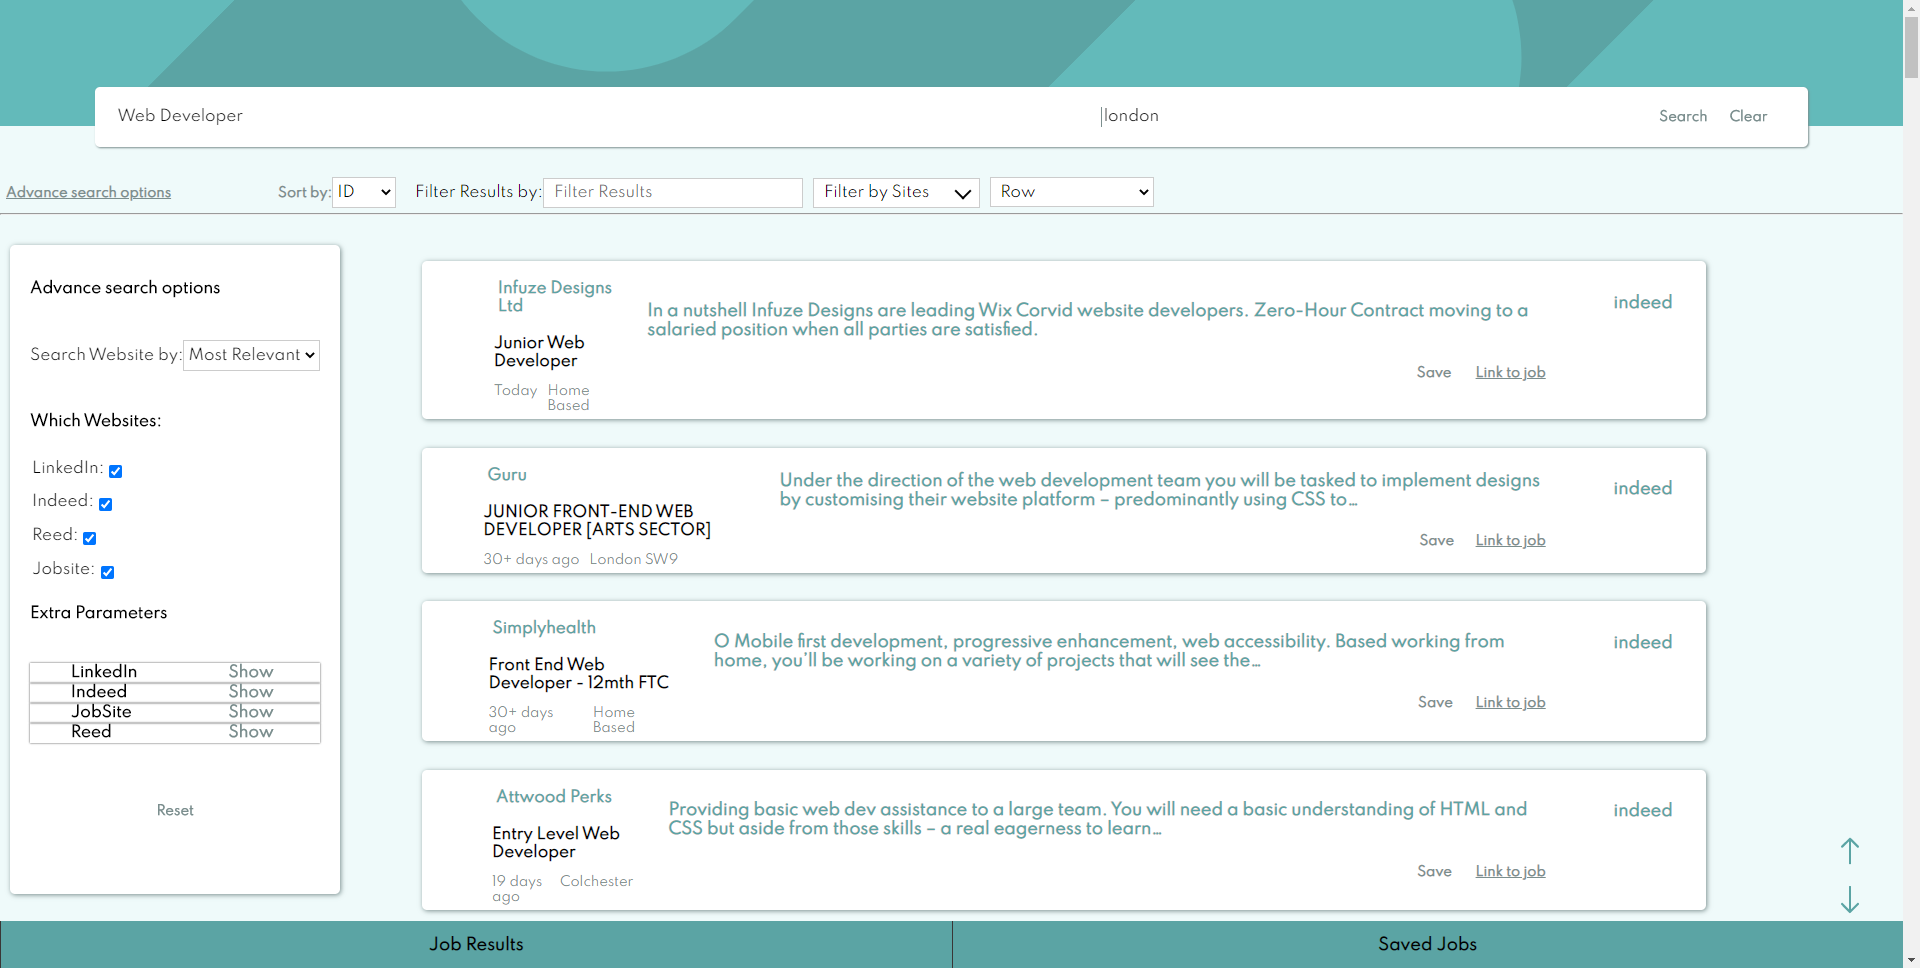 Web Developer
london
Search
Clear
Advance search options
Sort by:
ID
Filter Results by:
Filter Results
Filter by Sites
Row
Advance search options
Search Website by:
Most Relevant
Which Websites:
LinkedIn:
Indeed:
Reed:
Jobsite:
Extra Parameters
LinkedIn Show
Indeed Show
JobSite Show
Reed Show
Reset
Infuze Designs
Ltd
Junior Web
Developer
Today
Home
Based
In a nutshell Infuze Designs are leading Wix Corvid website developers. Zero-Hour Contract moving to a
salaried position when all parties are satisfied.
indeed
Save
Link to job
Guru
JUNIOR FRONT-END WEB
DEVELOPER [ARTS SECTOR]
30+ days ago
London SW9
Under the direction of the web development team you will be tasked to implement designs
by customising their website platform – predominantly using CSS to…
indeed
Save
Link to job
Simplyhealth
Front End Web
Developer - 12mth FTC
30+ days
ago
Home
Based
O Mobile first development, progressive enhancement, web accessibility. Based working from
home, you’ll be working on a variety of projects that will see the…
indeed
Save
Link to job
Attwood Perks
Entry Level Web
Developer
19 days
ago
Colchester
Providing basic web dev assistance to a large team. You will need a basic understanding of HTML and
CSS but aside from those skills – a real eagerness to learn…
indeed
Save
Link to job
Job Results
Saved Jobs